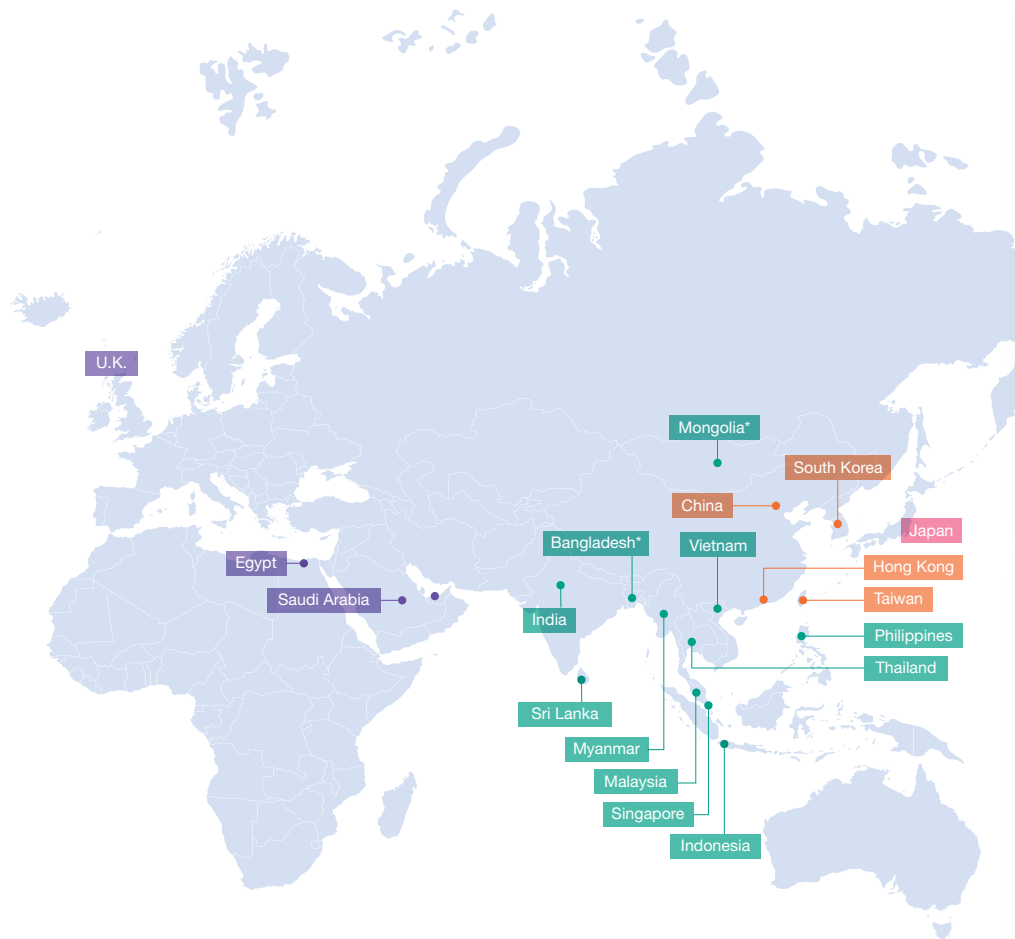 U.K.
Mongolia*
South Korea
China
Japan
Bangladesh*
Vietnam
Egypt
Hong Kong
Saudi Arabia
Taiwan
India
Philippines
Thailand
Sri Lanka
Myanmar
Malaysia
Singapore
Indonesia